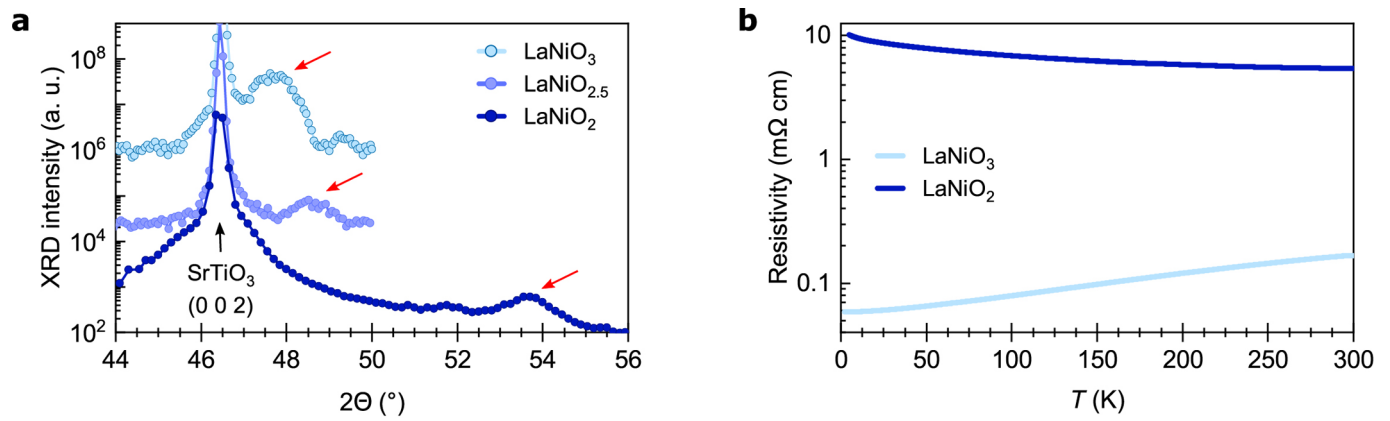 a
XRD intensity (a. u.)
10⁸
10⁶
10⁴
10²
LaNiO₃
LaNiO₂.₅
LaNiO₂
SrTiO₃
(0 0 2)
44 46 48 50 52 54 56
2Θ (°)
b
Resistivity (mΩ cm)
10
1
0.1
LaNiO₃
LaNiO₂
0 50 100 150 200 250 300
T (K)